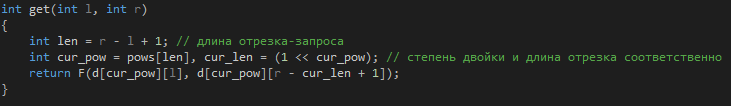 int get(int l, int r)
{
    int len = r - l + 1; // длина отрезка-запроса
    int cur_pow = pows[len], cur_len = (1 << cur_pow); // степень двойки и длина отрезка соответственно
    return F(d[cur_pow][l], d[cur_pow][r - cur_len + 1]);
}